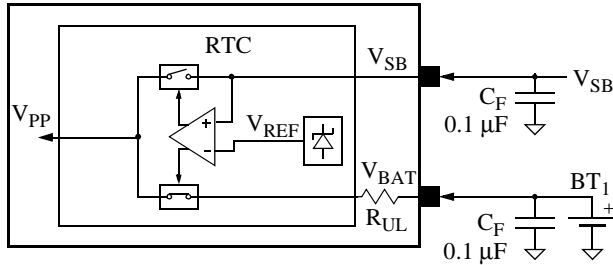 RTC
V_SB
V_SB
C_F
0.1 µF
V_PP
+
V_REF
−
V_BAT
BT_1
R_UL
C_F
+
0.1 µF